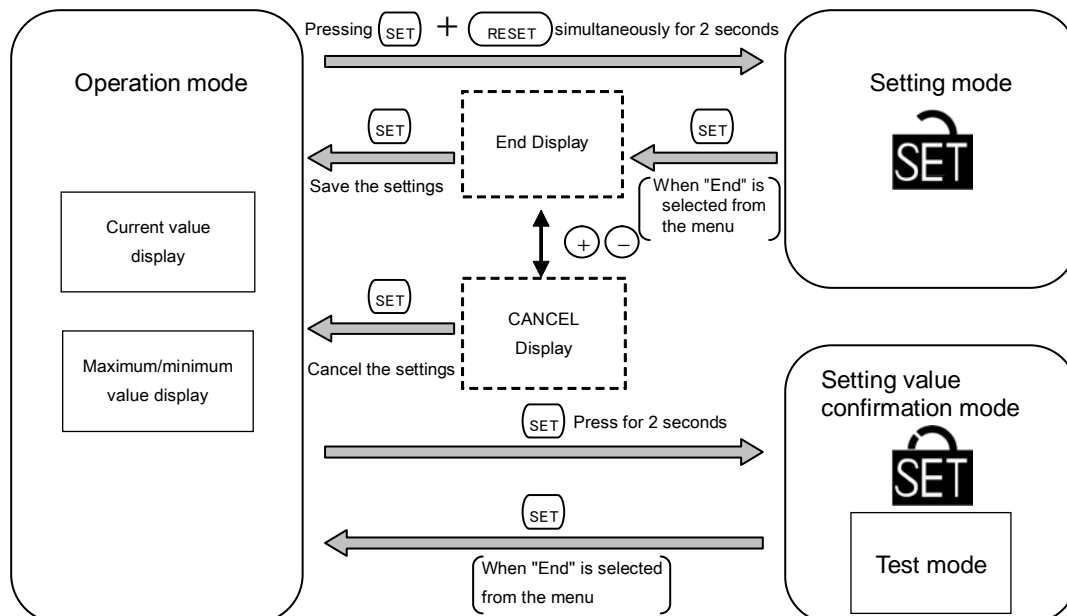 Pressing SET + RESET simultaneously for 2 seconds
Operation mode
Setting mode
SET
End Display
SET
SET
Save the settings
When "End" is
selected from
the menu
Current value
display
+ −
SET
CANCEL
Display
Cancel the settings
Maximum/minimum
value display
Setting value
confirmation mode
SET Press for 2 seconds
SET
SET
Test mode
When "End" is selected
from the menu